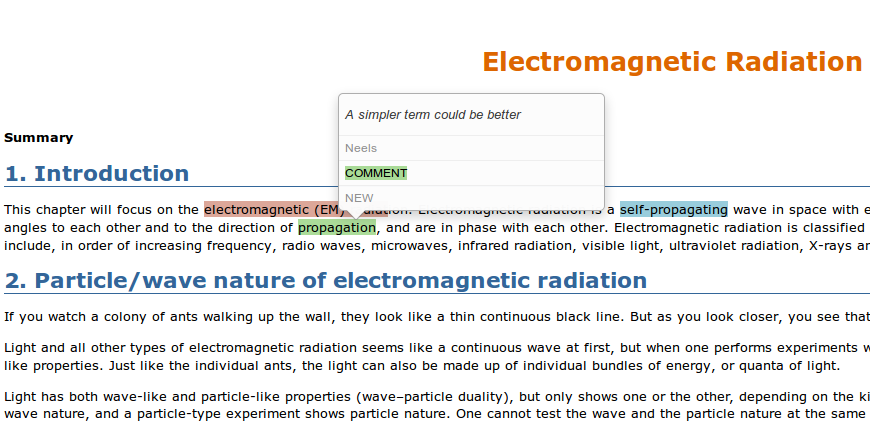 Electromagnetic Radiation
A simpler term could be better
Summary
Neels
1. Introduction
COMMENT
NEW
This chapter will focus on the electromagnetic (EM) radiation. Electromagnetic radiation is a self-propagating wave in space with e
angles to each other and to the direction of propagation, and are in phase with each other. Electromagnetic radiation is classified
include, in order of increasing frequency, radio waves, microwaves, infrared radiation, visible light, ultraviolet radiation, X-rays an
2. Particle/wave nature of electromagnetic radiation
If you watch a colony of ants walking up the wall, they look like a thin continuous black line. But as you look closer, you see that
Light and all other types of electromagnetic radiation seems like a continuous wave at first, but when one performs experiments w
like properties. Just like the individual ants, the light can also be made up of individual bundles of energy, or quanta of light.
Light has both wave-like and particle-like properties (wave–particle duality), but only shows one or the other, depending on the ki
wave nature, and a particle-type experiment shows particle nature. One cannot test the wave and the particle nature at the same